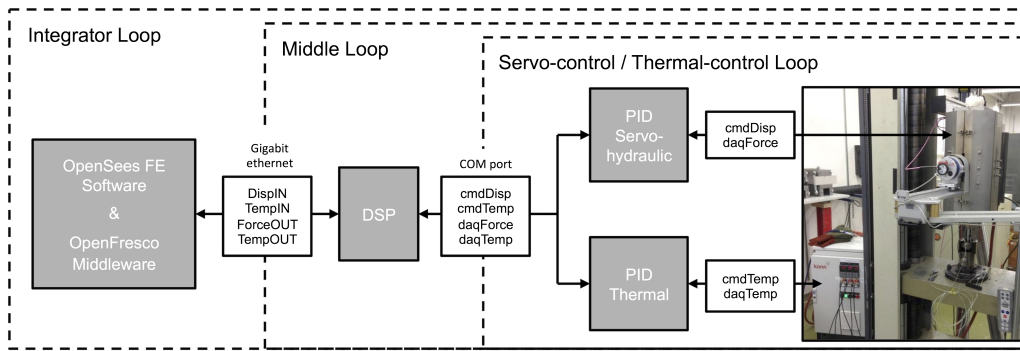 Integrator Loop
Middle Loop
Servo-control / Thermal-control Loop
OpenSees FE
Software
&
OpenFresco
Middleware
Gigabit
ethernet
DispIN
TempIN
ForceOUT
TempOUT
DSP
COM port
cmdDisp
cmdTemp
daqForce
daqTemp
PID
Servo-
hydraulic
cmdDisp
daqForce
PID
Thermal
cmdTemp
daqTemp